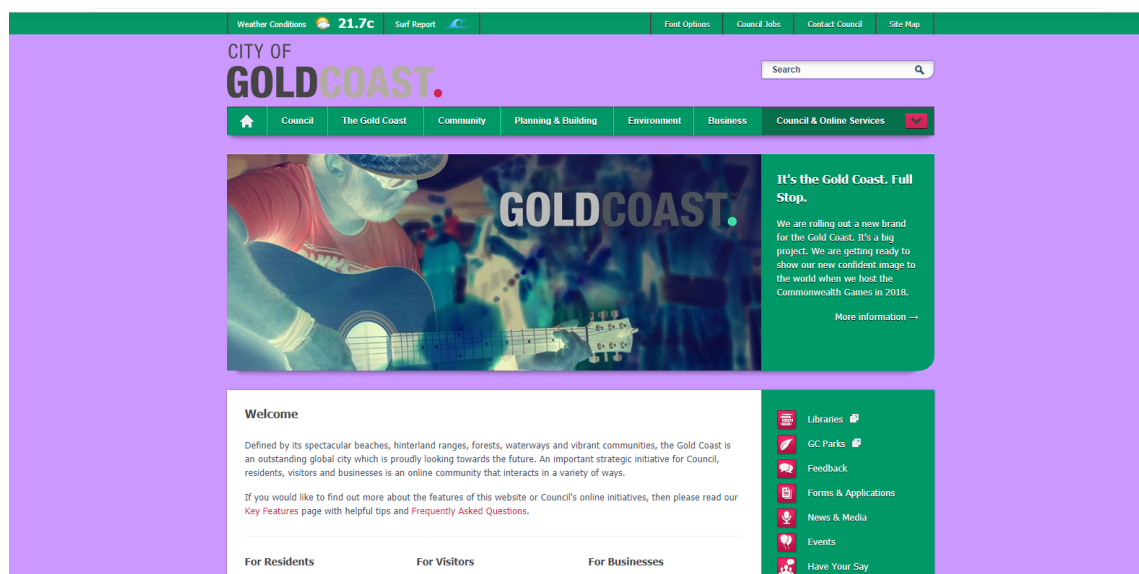 Weather Conditions 21.7c Surf Report Font Options Council Jobs Contact Council Site Map
CITY OF
GOLDCOAST.
Search
Council The Gold Coast Community Planning & Building Environment Business Council & Online Services
GOLDCOAST.
It's the Gold Coast. Full
Stop.
We are rolling out a new brand
for the Gold Coast. It's a big
project. We are getting ready to
show our new confident image to
the world when we host the
Commonwealth Games in 2018.
More information →
Welcome
Defined by its spectacular beaches, hinterland ranges, forests, waterways and vibrant communities, the Gold Coast is
an outstanding global city which is proudly looking towards the future. An important strategic initiative for Council,
residents, visitors and businesses is an online community that interacts in a variety of ways.
If you would like to find out more about the features of this website or Council's online initiatives, then please read our
Key Features page with helpful tips and Frequently Asked Questions.
For Residents For Visitors For Businesses
Libraries
GC Parks
Feedback
Forms & Applications
News & Media
Events
Have Your Say